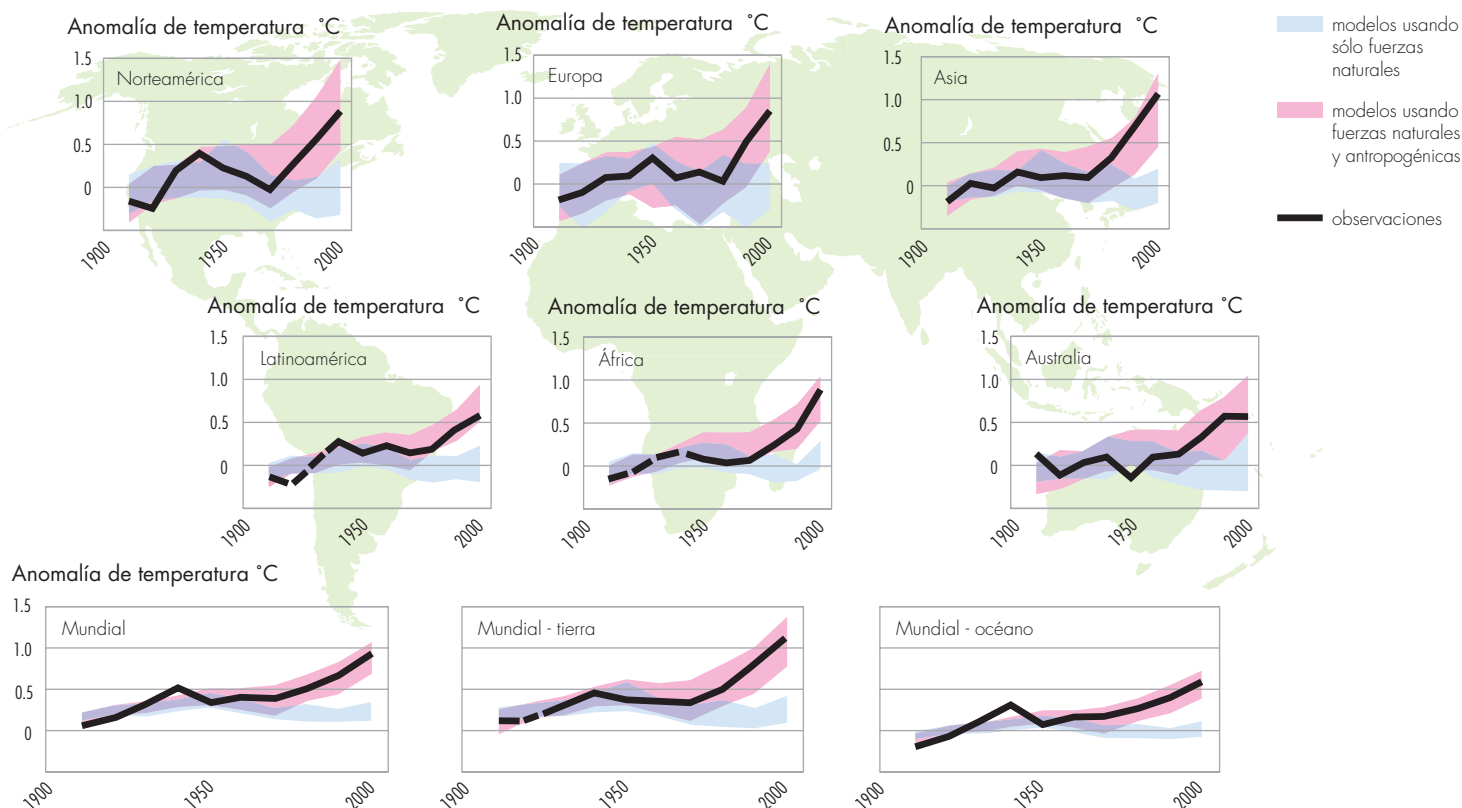 Anomalía de temperatura ˚C
1.5
1.0
0.5
0
Norteamérica
1900
1950
2000
Anomalía de temperatura ˚C
1.5
1.0
0.5
0
Europa
1900
1950
2000
Anomalía de temperatura ˚C
1.5
1.0
0.5
0
Asia
1900
1950
2000
modelos usando
sólo fuerzas
naturales
modelos usando
fuerzas naturales
y antropogénicas
observaciones
Anomalía de temperatura ˚C
1.5
1.0
0.5
0
Latinoamérica
1900
1950
2000
Anomalía de temperatura ˚C
1.5
1.0
0.5
0
África
1900
1950
2000
Anomalía de temperatura ˚C
1.5
1.0
0.5
0
Australia
1900
1950
2000
Anomalía de temperatura ˚C
1.5
1.0
0.5
0
Mundial
1900
1950
2000
Mundial - tierra
1900
1950
2000
Mundial - océano
1900
1950
2000